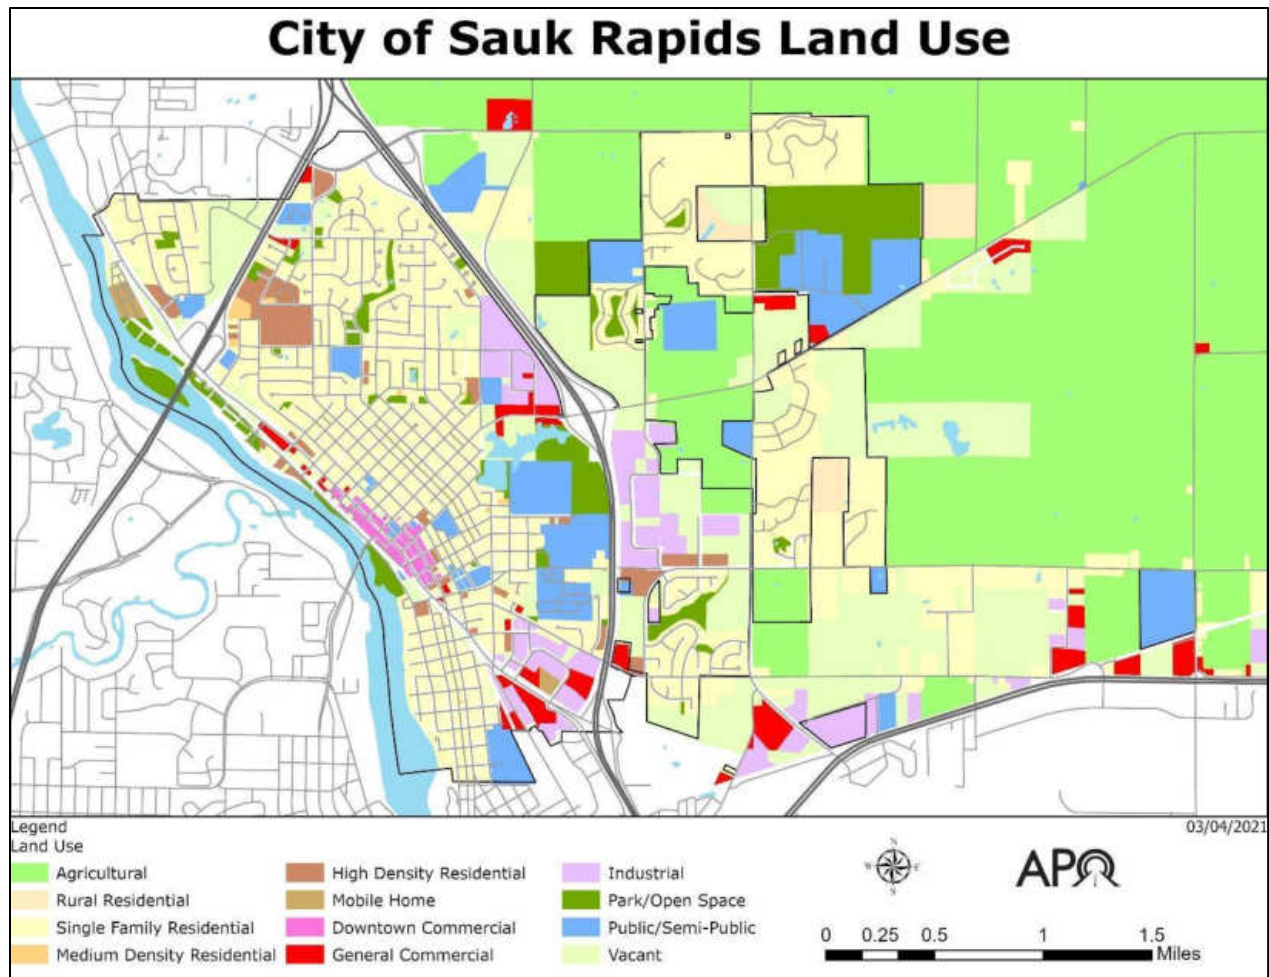 City of Sauk Rapids Land Use
Legend
03/04/2021
Land Use
Agricultural
Rural Residential
Single Family Residential
Medium Density Residential
High Density Residential
Mobile Home
Downtown Commercial
General Commercial
Industrial
Park/Open Space
Public/Semi-Public
Vacant
N
W E
S
APO
0 0.25 0.5 1 1.5
Miles